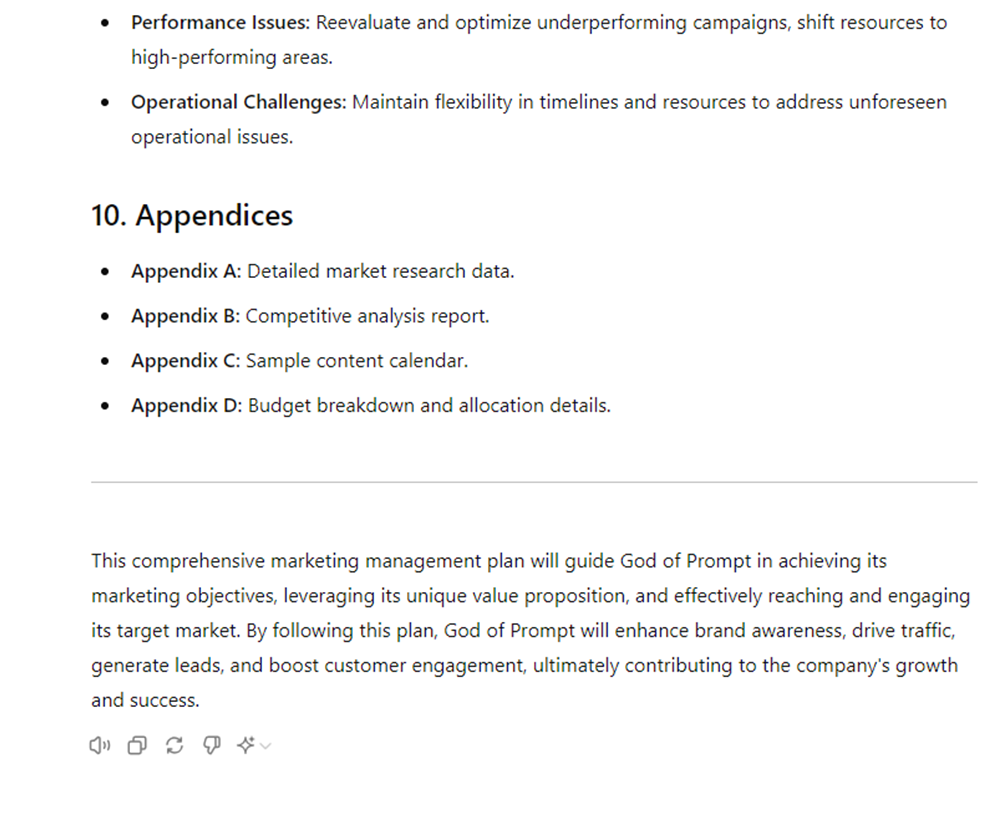 • Performance Issues: Reevaluate and optimize underperforming campaigns, shift resources to
high-performing areas.
• Operational Challenges: Maintain flexibility in timelines and resources to address unforeseen
operational issues.
10. Appendices
• Appendix A: Detailed market research data.
• Appendix B: Competitive analysis report.
• Appendix C: Sample content calendar.
• Appendix D: Budget breakdown and allocation details.
This comprehensive marketing management plan will guide God of Prompt in achieving its
marketing objectives, leveraging its unique value proposition, and effectively reaching and engaging
its target market. By following this plan, God of Prompt will enhance brand awareness, drive traffic,
generate leads, and boost customer engagement, ultimately contributing to the company's growth
and success.